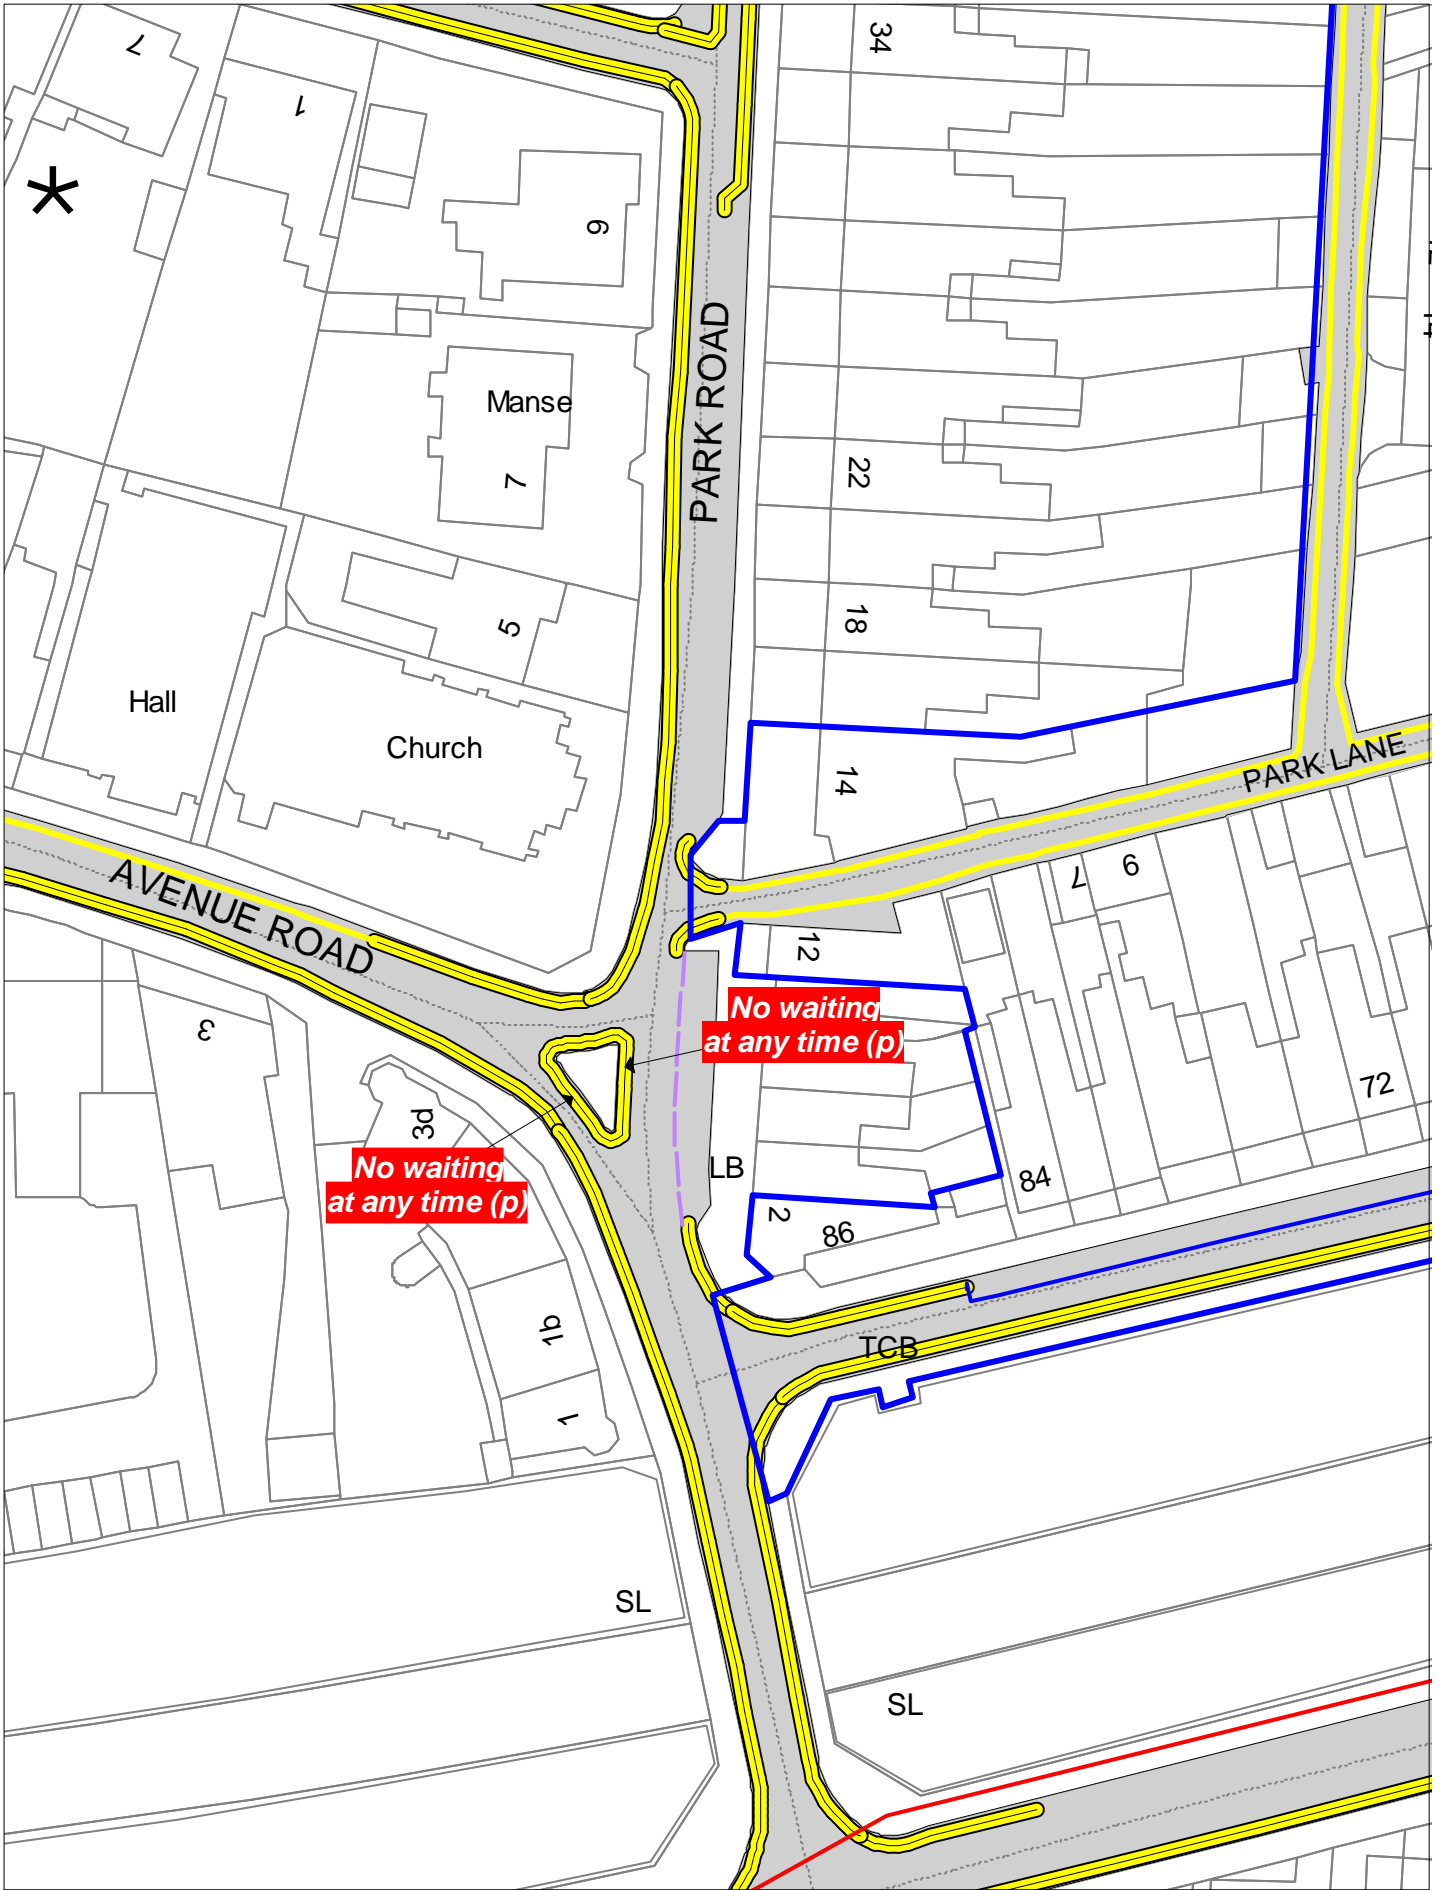 7
1
34
6
PARK ROAD
Manse
7
22
5
18
Hall
Church
14
PARK LANE
AVENUE ROAD
7
9
12
3
No waiting
at any time (p)
3d
72
No waiting
at any time (p)
LB
84
2
86
1b
TCB
1
SL
SL